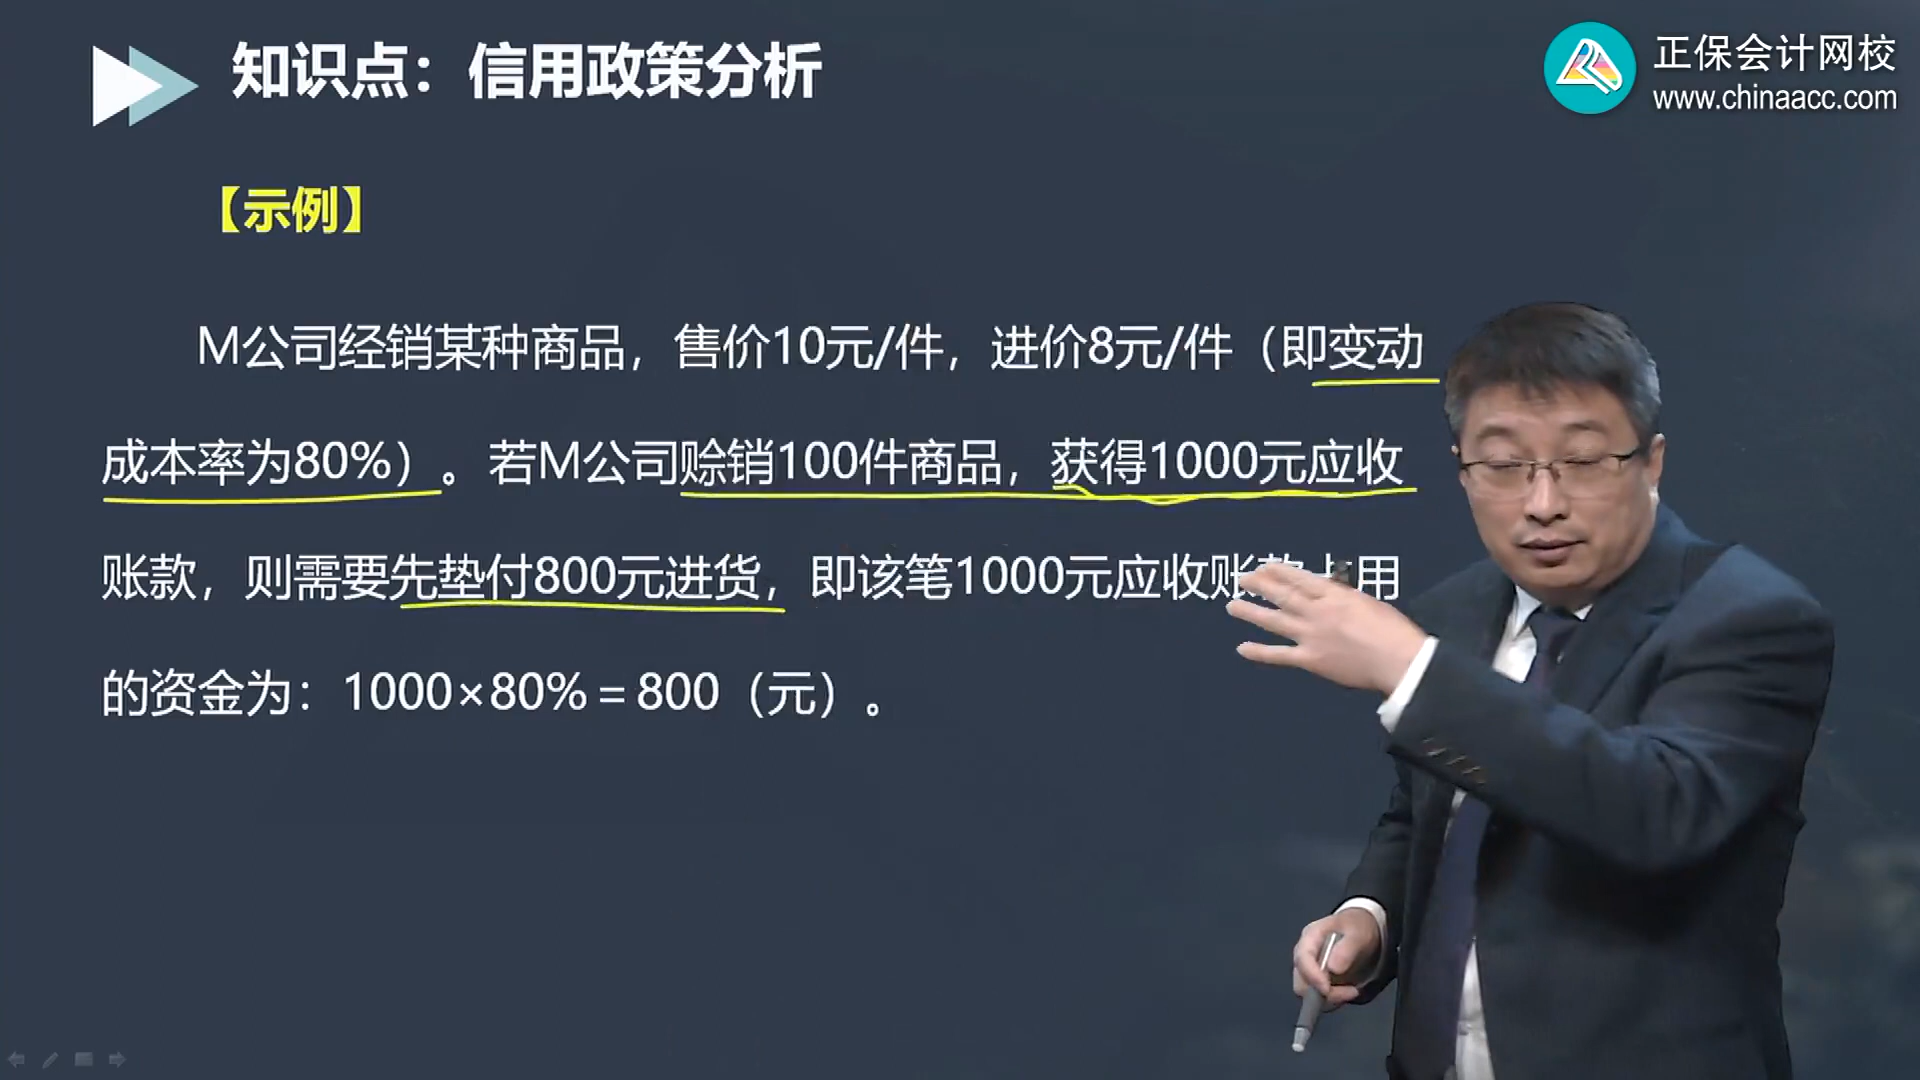 知识点：信用政策分析
正保会计网校
www.chinaacc.com
【示例】
M公司经销某种商品，售价10元/件，进价8元/件（即变动
成本率为80%）。若M公司赊销100件商品，获得1000元应收
账款，则需要先垫付800元进货，即该笔1000元应收账款占用
的资金为：1000×80%＝800（元）。